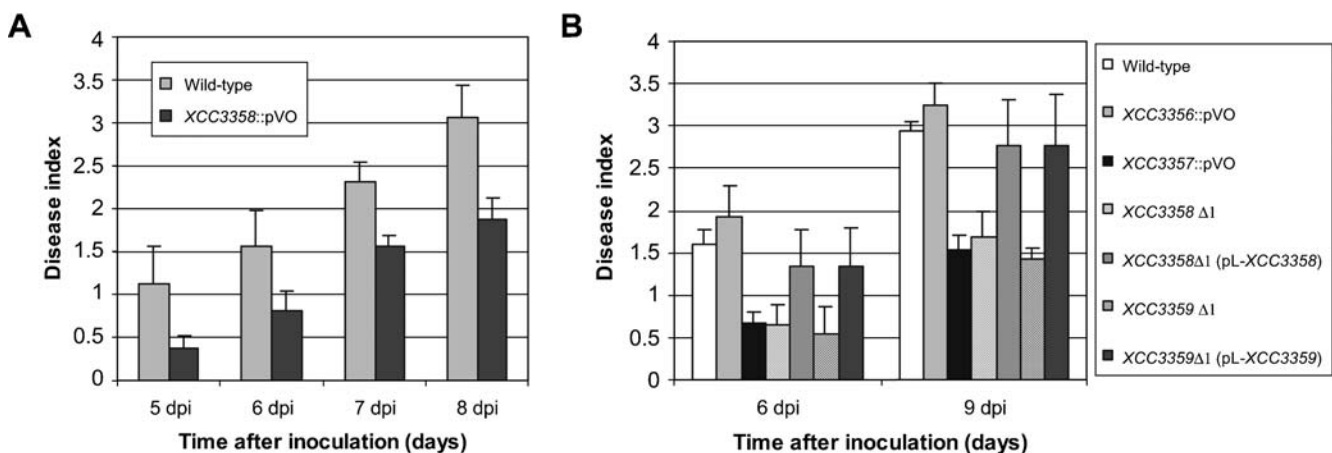 A
Disease index
4
3.5
3
2.5
2
1.5
1
0.5
0
Wild-type
XCC3358::pVO
5 dpi
6 dpi
7 dpi
8 dpi
Time after inoculation (days)
B
Disease index
4
3.5
3
2.5
2
1.5
1
0.5
0
6 dpi
9 dpi
Time after inoculation (days)
Wild-type
XCC3356::pVO
XCC3357::pVO
XCC3358 Δ1
XCC3358Δ1 (pL-XCC3358)
XCC3359 Δ1
XCC3359Δ1 (pL-XCC3359)